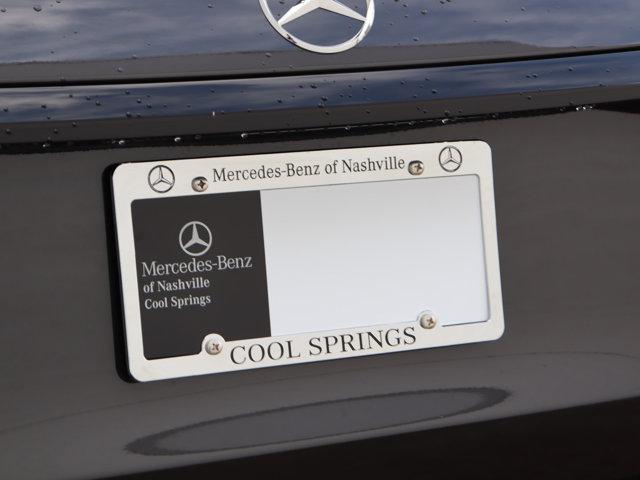 Mercedes-Benz of Nashville
Mercedes-Benz
of Nashville
Cool Springs
COOL SPRINGS